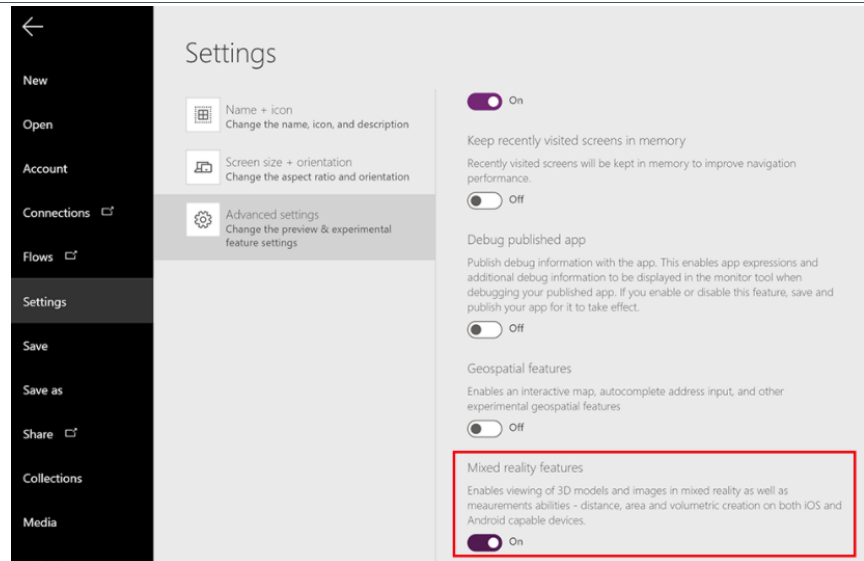 Settings
New
Open
Account
Connections
Flows
Settings
Save
Save as
Share
Collections
Media
Name + icon
Change the name, icon, and description
Screen size + orientation
Change the aspect ratio and orientation
Advanced settings
Change the preview & experimental
feature settings
On
Keep recently visited screens in memory
Recently visited screens will be kept in memory to improve navigation
performance.
Off
Debug published app
Publish debug information with the app. This enables app expressions and
additional debug information to be displayed in the monitor tool when
debugging your published app. If you enable or disable this feature, save and
publish your app for it to take effect.
Off
Geospatial features
Enables an interactive map, autocomplete address input, and other
experimental geospatial features
Off
Mixed reality features
Enables viewing of 3D models and images in mixed reality as well as
meaurements abilities - distance, area and volumetric creation on both iOS and
Android capable devices.
On